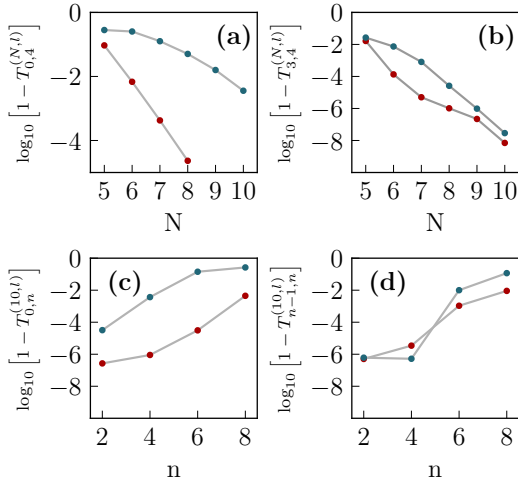 0
−2
−4
5 6 7 8 9 10
N
log₁₀ [1 − T₀,₄^(N,l)]
(a)
0
−2
−4
−6
−8
5 6 7 8 9 10
N
log₁₀ [1 − T₃,₄^(N,l)]
(b)
0
−2
−4
−6
−8
2 4 6 8
n
log₁₀ [1 − T₀,ₙ^(10,l)]
(c)
0
−2
−4
−6
−8
2 4 6 8
n
log₁₀ [1 − Tₙ₋₁,ₙ^(10,l)]
(d)